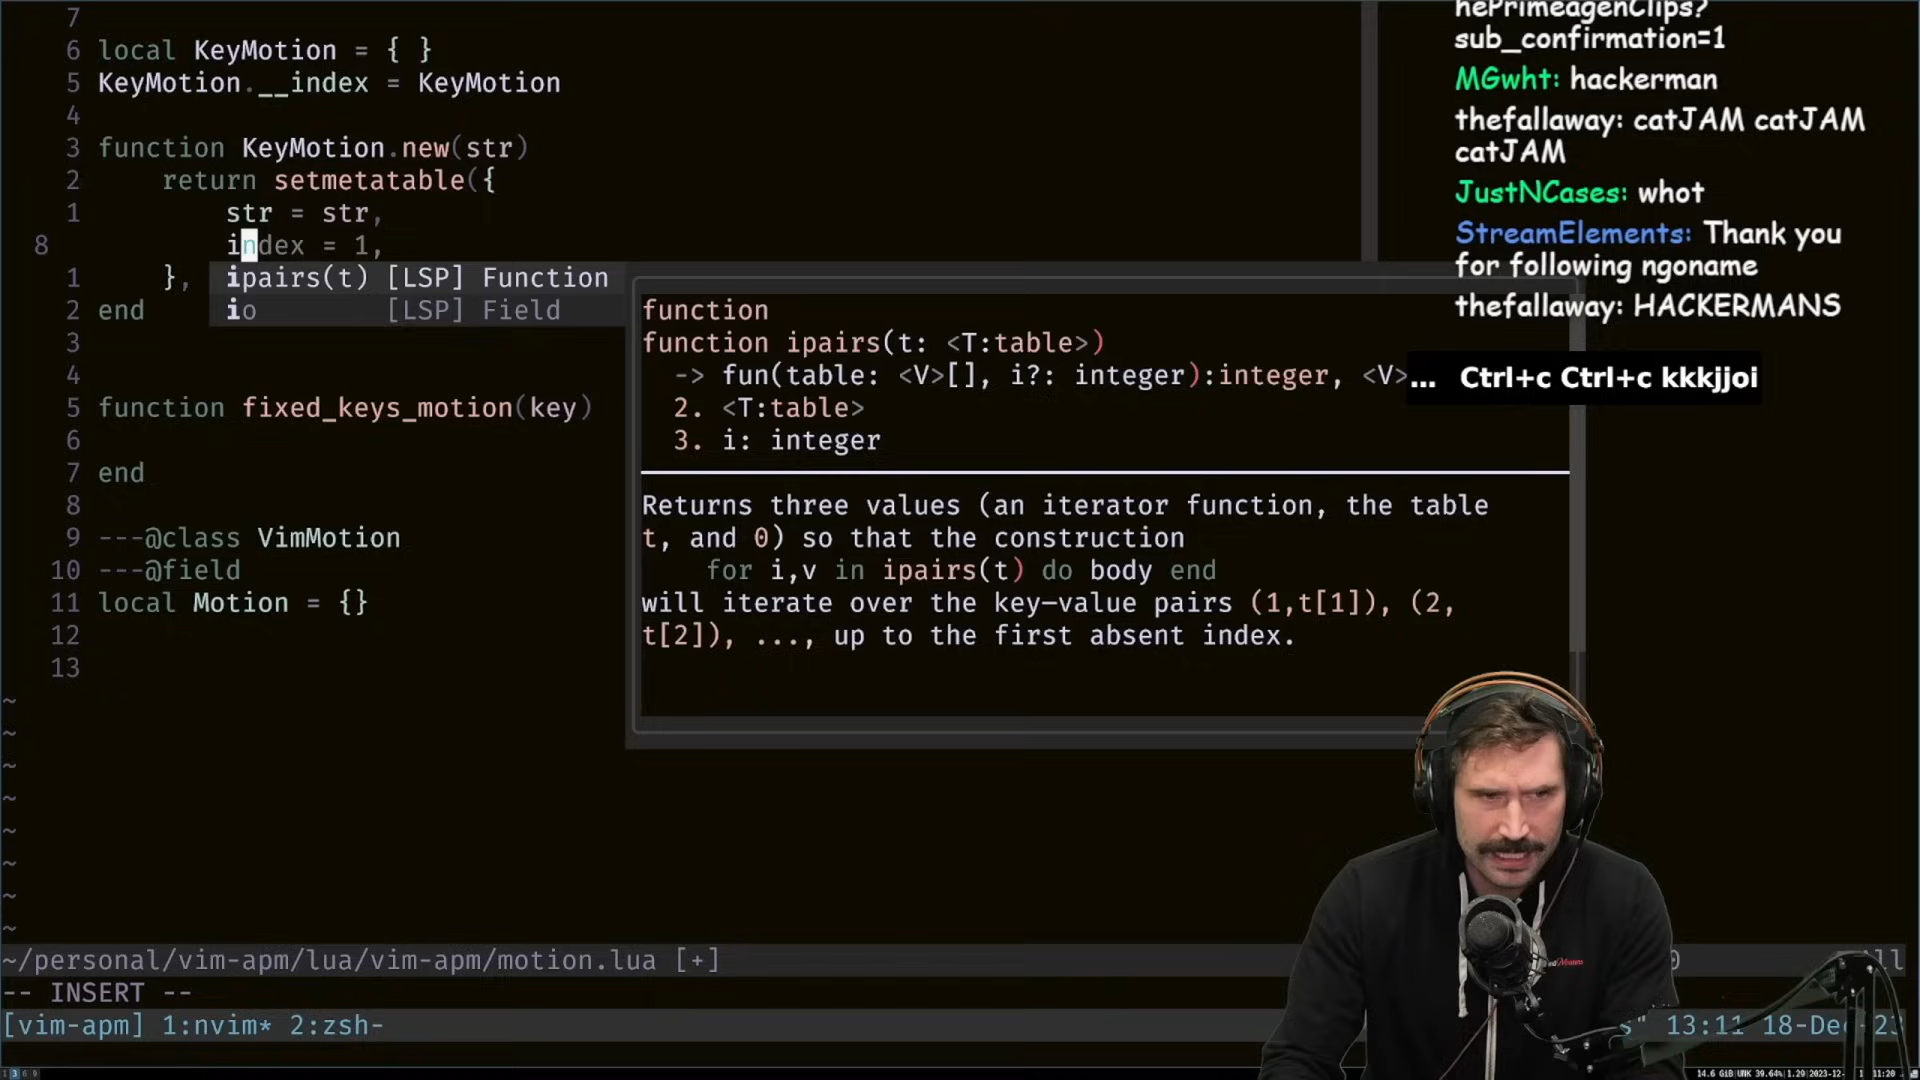 7
6 local KeyMotion = { }
5 KeyMotion.__index = KeyMotion
4
3 function KeyMotion.new(str)
2 return setmetatable({
1 str = str,
8 index = 1,
1 }, ipairs(t) [LSP] Function
2 end io [LSP] Field
3
4
5 function fixed_keys_motion(key)
6
7 end
8
9 ---@class VimMotion
10 ---@field
11 local Motion = {}
12
13
~
~
~
~
~
~
~
~
function
function ipairs(t: <T:table>)
-> fun(table: <V>[], i?: integer):integer, <V>
2. <T:table>
3. i: integer
Returns three values (an iterator function, the table
t, and 0) so that the construction
for i,v in ipairs(t) do body end
will iterate over the key-value pairs (1,t[1]), (2,
t[2]), ..., up to the first absent index.
hePrimeagenClips?
sub_confirmation=1
MGwht: hackerman
thefallaway: catJAM catJAM
catJAM
JustNCases: whot
StreamElements: Thank you
for following ngoname
thefallaway: HACKERMANS
... Ctrl+c Ctrl+c kkkjjoi
~/personal/vim-apm/lua/vim-apm/motion.lua [+]
-- INSERT --
[vim-apm] 1:nvim* 2:zsh- 13:11 18-Dec-23